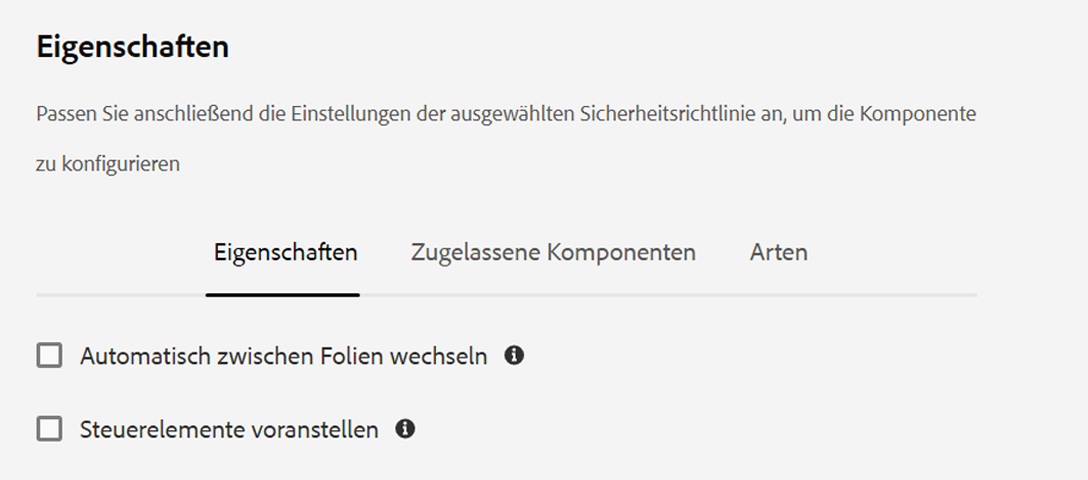 Eigenschaften
Passen Sie anschließend die Einstellungen der ausgewählten Sicherheitsrichtlinie an, um die Komponente
zu konfigurieren
Eigenschaften Zugelassene Komponenten Arten
Automatisch zwischen Folien wechseln
Steuerelemente voranstellen